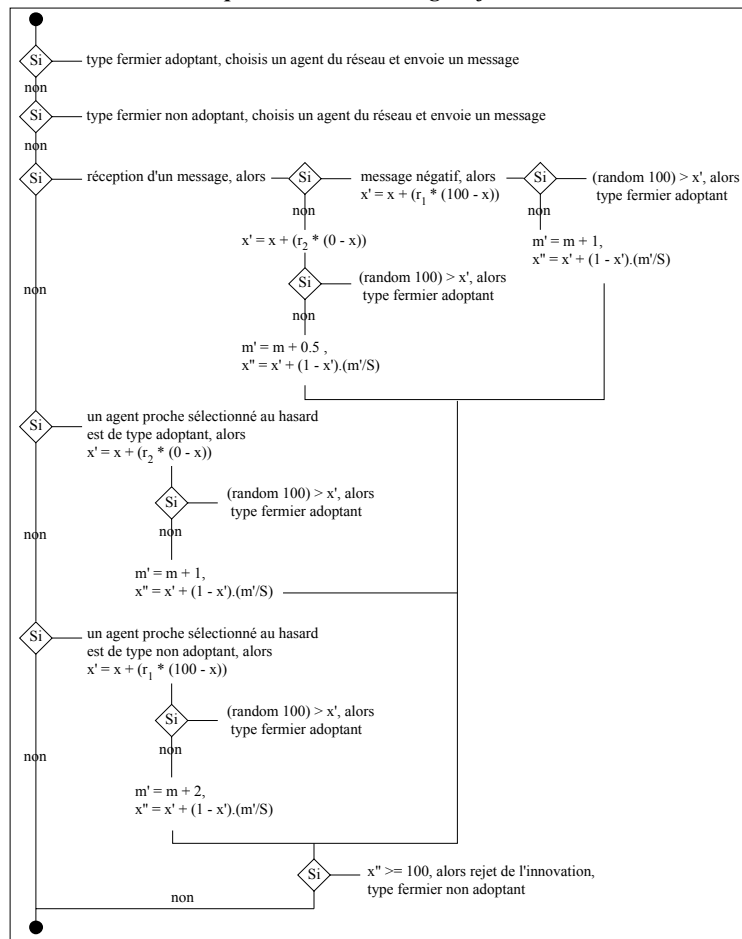 Si
type fermier adoptant, choisis un agent du réseau et envoie un message
non
Si
type fermier non adoptant, choisis un agent du réseau et envoie un message
non
Si
réception d'un message, alors
Si
message négatif, alors
x' = x + (r₁ * (100 - x))
Si
(random 100) > x', alors
type fermier adoptant
non
m' = m + 1,
x'' = x' + (1 - x').(m'/S)
non
x' = x + (r₂ * (0 - x))
Si
(random 100) > x', alors
type fermier adoptant
non
m' = m + 0.5 ,
x'' = x' + (1 - x').(m'/S)
non
Si
un agent proche sélectionné au hasard
est de type adoptant, alors
x' = x + (r₂ * (0 - x))
Si
(random 100) > x', alors
type fermier adoptant
non
m' = m + 1,
x'' = x' + (1 - x').(m'/S)
non
Si
un agent proche sélectionné au hasard
est de type non adoptant, alors
x' = x + (r₁ * (100 - x))
Si
(random 100) > x', alors
type fermier adoptant
non
m' = m + 2,
x'' = x' + (1 - x').(m'/S)
non
Si
x'' >= 100, alors rejet de l'innovation,
type fermier non adoptant
non